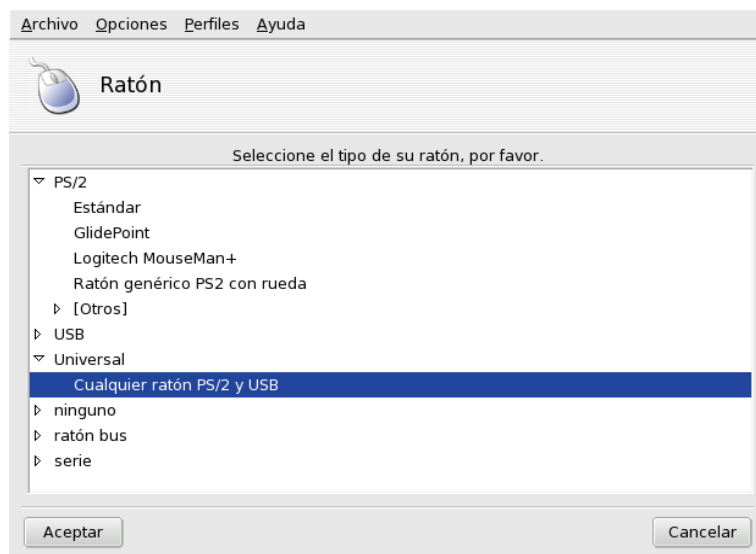 Archivo Opciones Perfiles Ayuda
Ratón
Seleccione el tipo de su ratón, por favor.
PS/2
Estándar
GlidePoint
Logitech MouseMan+
Ratón genérico PS2 con rueda
[Otros]
USB
Universal
Cualquier ratón PS/2 y USB
ninguno
ratón bus
serie
Aceptar Cancelar